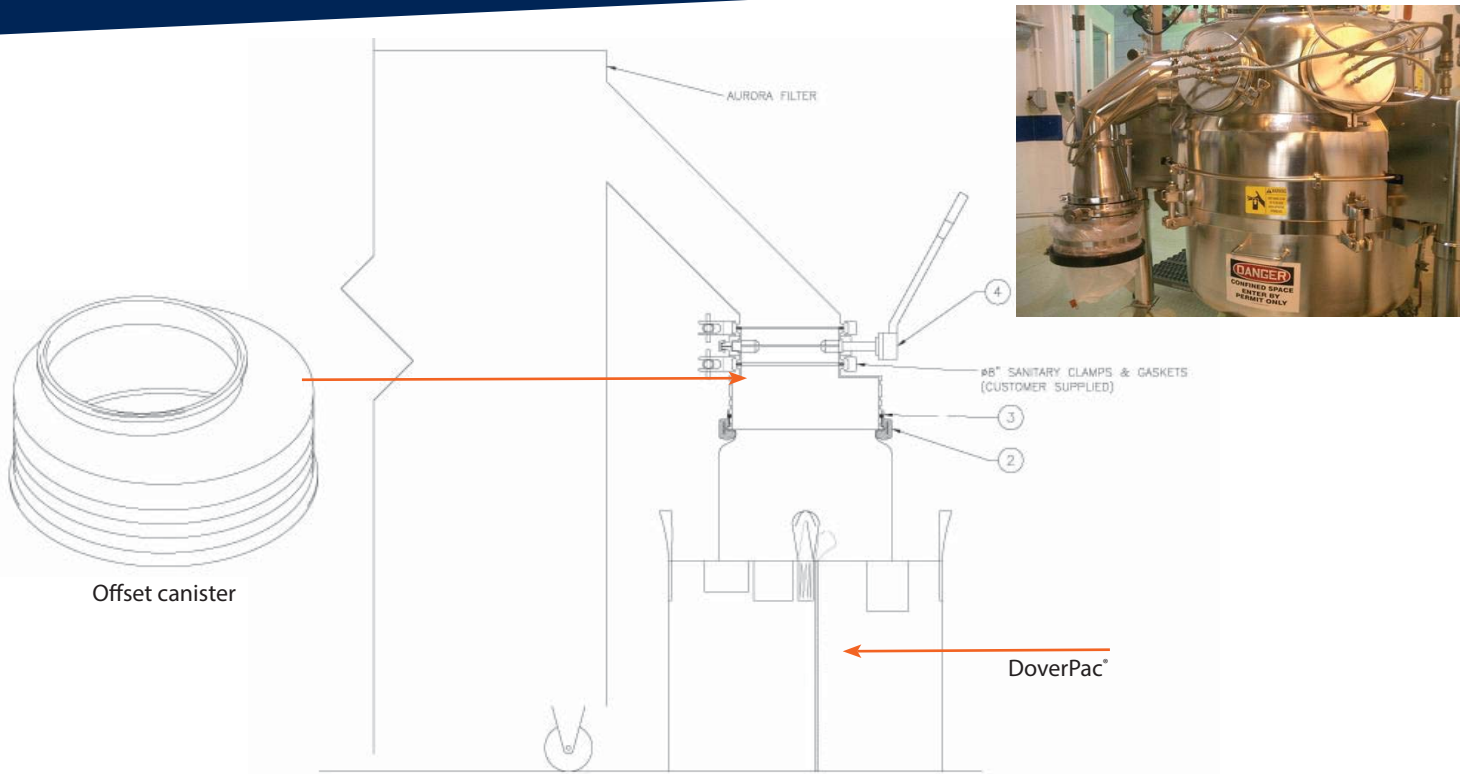 AURORA FILTER
DANGER
CONFINED SPACE
ENTER BY
PERMIT ONLY
4
ø8" SANITARY CLAMPS & GASKETS
(CUSTOMER SUPPLIED)
3
2
Offset canister
DoverPac®